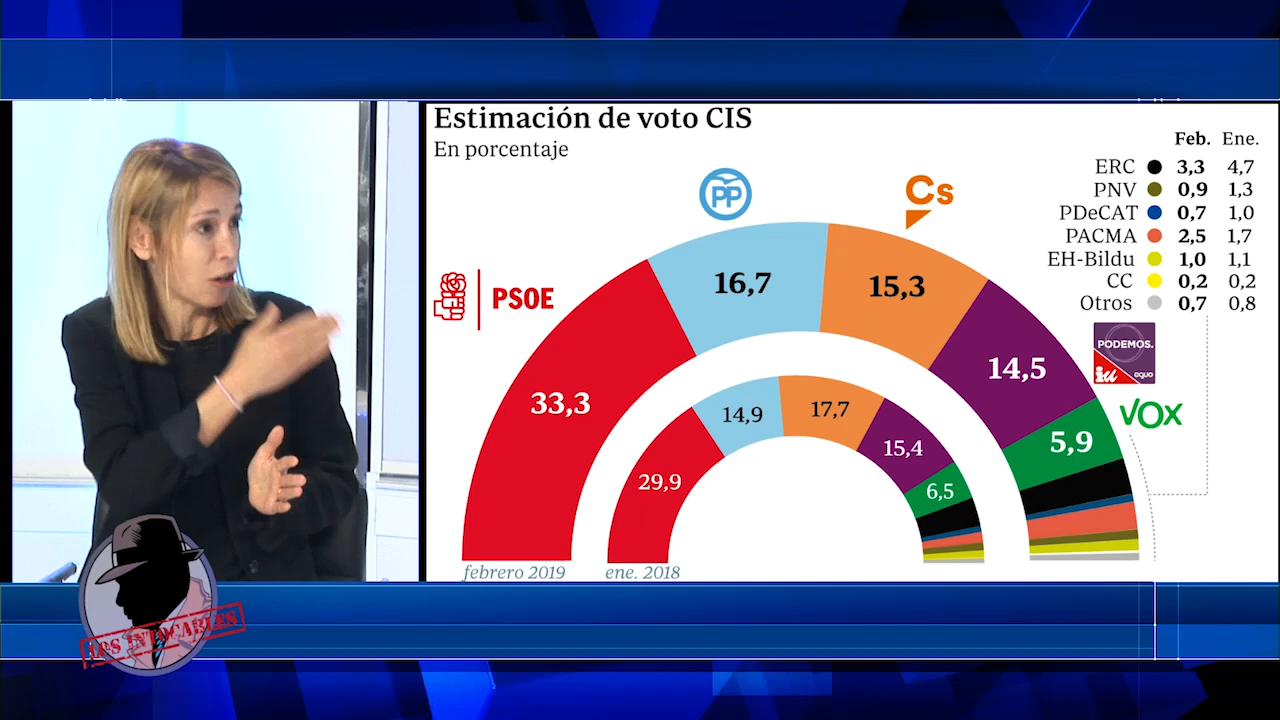 Estimación de voto CIS
En porcentaje
Feb. Ene.
ERC 3,3 4,7
PNV 0,9 1,3
PDeCAT 0,7 1,0
PACMA 2,5 1,7
EH-Bildu 1,0 1,1
CC 0,2 0,2
Otros 0,7 0,8
PP
Cs
PSOE
16,7
15,3
14,5
33,3
5,9
PODEMOS.
iu equo
VOX
14,9
17,7
15,4
29,9
6,5
febrero 2019
ene. 2018
LOS INTOCABLES